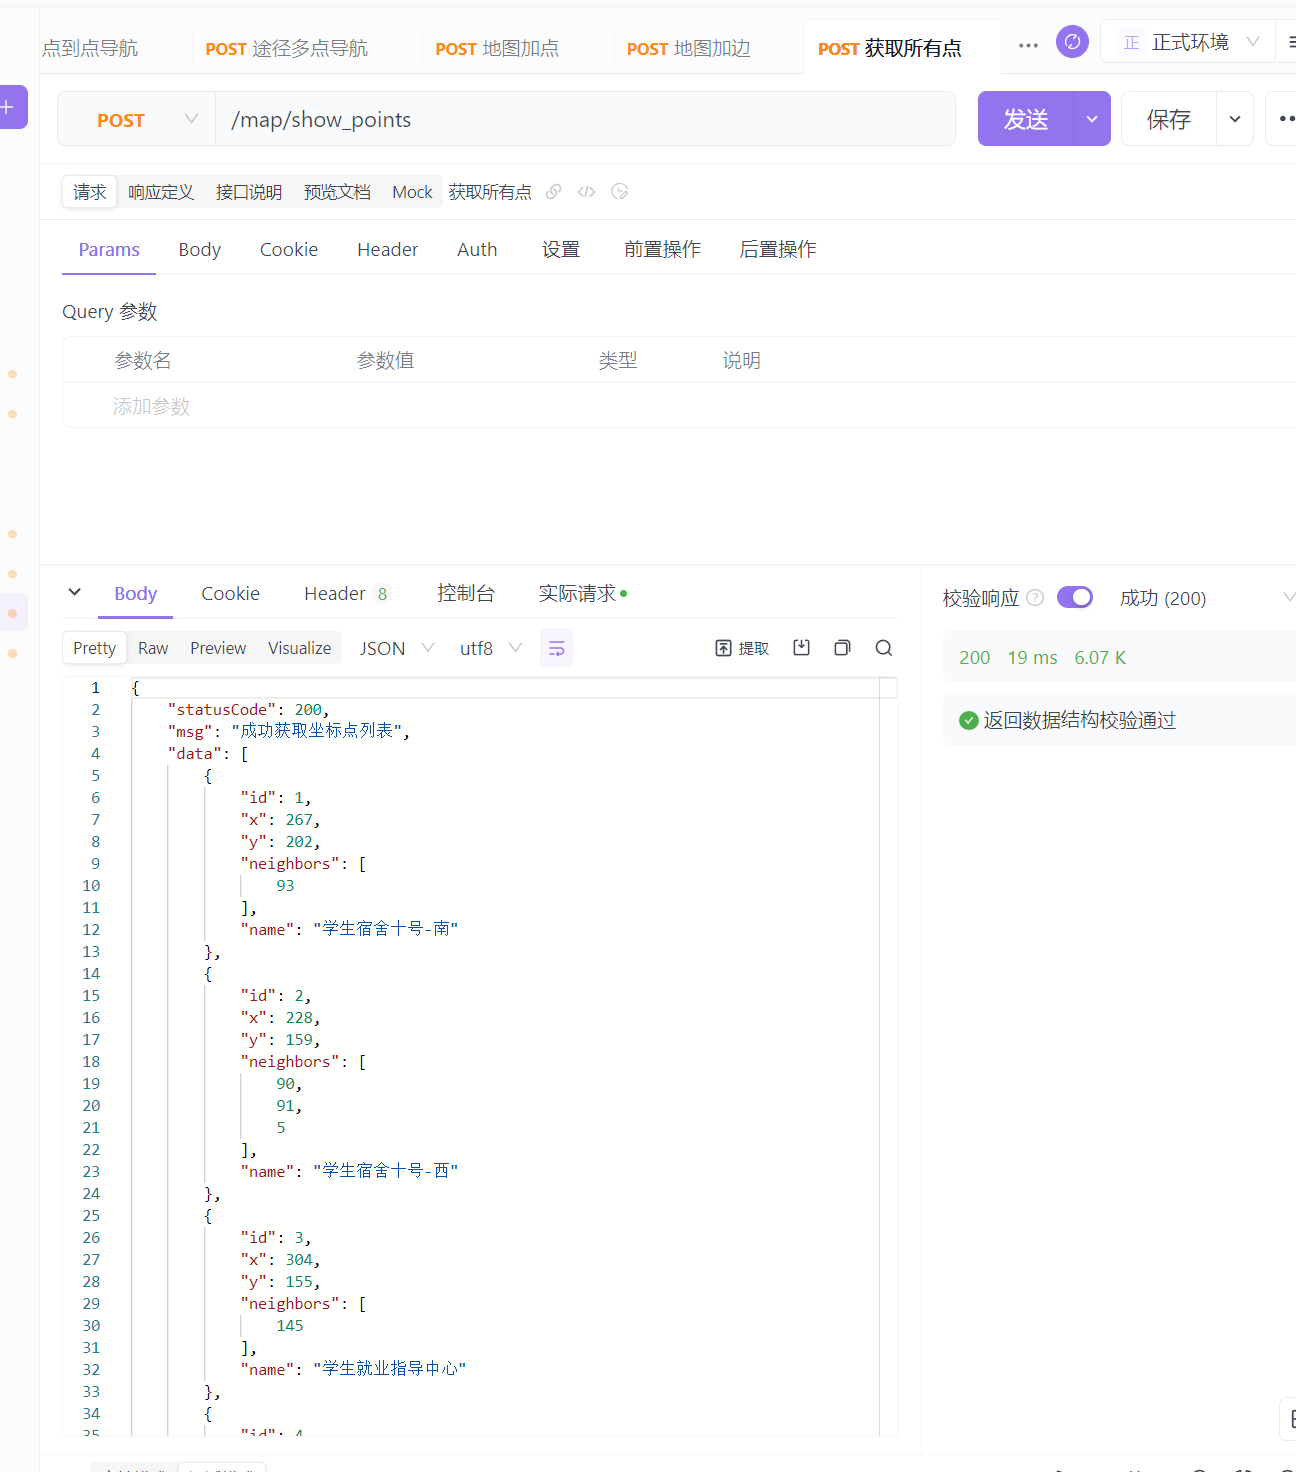 点到点导航 POST 途径多点导航 POST 地图加点 POST 地图加边 POST 获取所有点 正 正式环境
POST /map/show_points 发送 保存
请求 响应定义 接口说明 预览文档 Mock 获取所有点
Params Body Cookie Header Auth 设置 前置操作 后置操作
Query 参数
参数名 参数值 类型 说明
添加参数
Body Cookie Header 8 控制台 实际请求
校验响应 成功 (200)
Pretty Raw Preview Visualize JSON utf8 提取
200 19 ms 6.07 K
返回数据结构校验通过
1 {
2 "statusCode": 200,
3 "msg": "成功获取坐标点列表",
4 "data": [
5 {
6 "id": 1,
7 "x": 267,
8 "y": 202,
9 "neighbors": [
10 93
11 ],
12 "name": "学生宿舍十号-南"
13 },
14 {
15 "id": 2,
16 "x": 228,
17 "y": 159,
18 "neighbors": [
19 90,
20 91,
21 5
22 ],
23 "name": "学生宿舍十号-西"
24 },
25 {
26 "id": 3,
27 "x": 304,
28 "y": 155,
29 "neighbors": [
30 145
31 ],
32 "name": "学生就业指导中心"
33 },
34 {
35 "id": 4